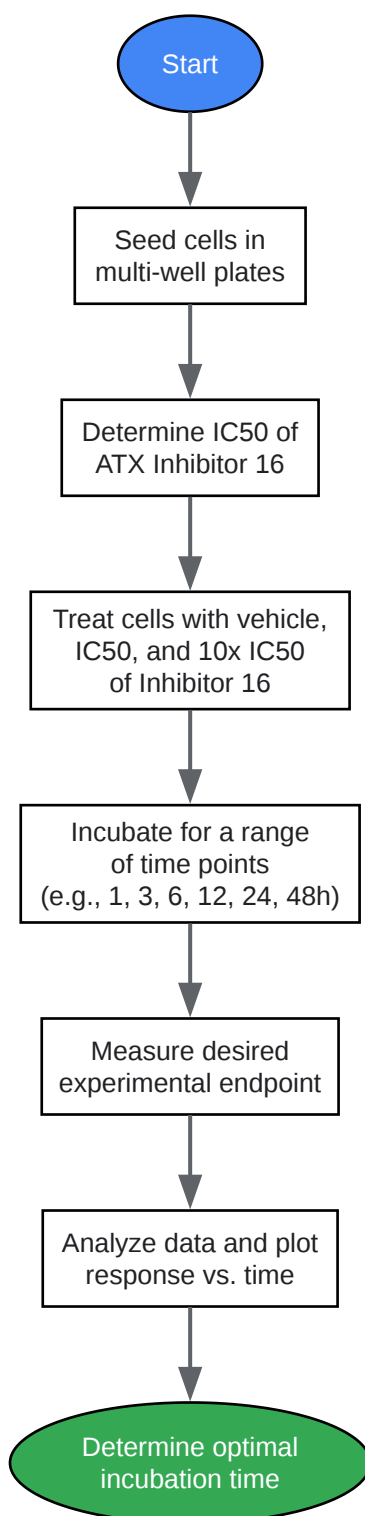 Start
Seed cells in
multi-well plates
Determine IC50 of
ATX Inhibitor 16
Treat cells with vehicle,
IC50, and 10x IC50
of Inhibitor 16
Incubate for a range
of time points
(e.g., 1, 3, 6, 12, 24, 48h)
Measure desired
experimental endpoint
Analyze data and plot
response vs. time
Determine optimal
incubation time